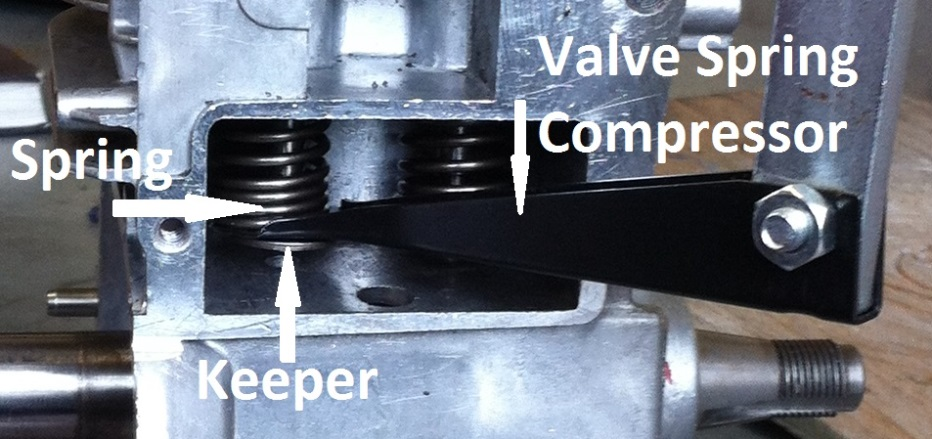 Valve Spring
Compressor
Spring
Keeper